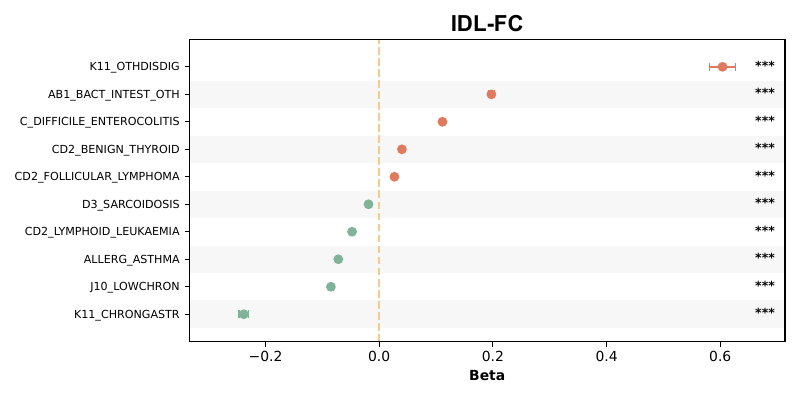 IDL-FC
K11_OTHDISDIG ***
AB1_BACT_INTEST_OTH ***
C_DIFFICILE_ENTEROCOLITIS ***
CD2_BENIGN_THYROID ***
CD2_FOLLICULAR_LYMPHOMA ***
D3_SARCOIDOSIS ***
CD2_LYMPHOID_LEUKAEMIA ***
ALLERG_ASTHMA ***
J10_LOWCHRON ***
K11_CHRONGASTR ***
−0.2 0.0 0.2 0.4 0.6
Beta